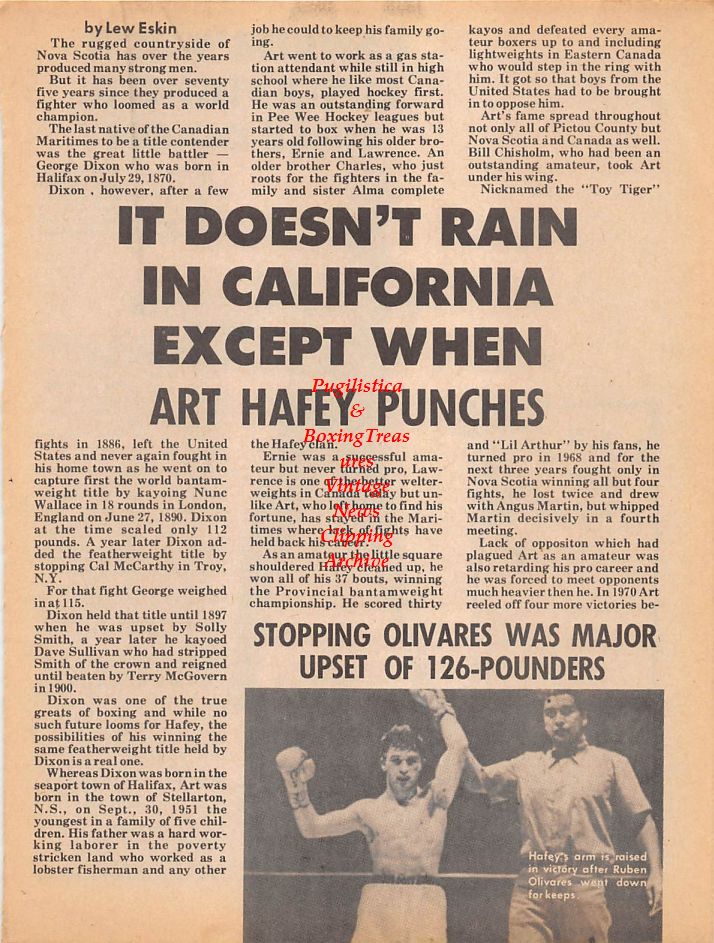 by Lew Eskin
The rugged countryside of
Nova Scotia has over the years
produced many strong men.
But it has been over seventy
five years since they produced a
fighter who loomed as a world
champion.
The last native of the Canadian
Maritimes to be a title contender
was the great little battler —
George Dixon who was born in
Halifax on July 29, 1870.
Dixon , however, after a few
job he could to keep his family go-
ing.
Art went to work as a gas sta-
tion attendant while still in high
school where he like most Cana-
dian boys, played hockey first.
He was an outstanding forward
in Pee Wee Hockey leagues but
started to box when he was 13
years old following his older bro-
thers, Ernie and Lawrence. An
older brother Charles, who just
roots for the fighters in the fa-
mily and sister Alma complete
kayos and defeated every ama-
teur boxers up to and including
lightweights in Eastern Canada
who would step in the ring with
him. It got so that boys from the
United States had to be brought
in to oppose him.
Art's fame spread throughout
not only all of Pictou County but
Nova Scotia and Canada as well.
Bill Chisholm, who had been an
outstanding amateur, took Art
under his wing.
Nicknamed the "Toy Tiger"
IT DOESN'T RAIN
IN CALIFORNIA
EXCEPT WHEN
ART HAFEY PUNCHES
Pugilistica
&
BoxingTreas
ures
Vintage
News
Clipping
Archive
fights in 1886, left the United
States and never again fought in
his home town as he went on to
capture first the world bantam-
weight title by kayoing Nunc
Wallace in 18 rounds in London,
England on June 27, 1890. Dixon
at the time scaled only 112
pounds. A year later Dixon ad-
ded the featherweight title by
stopping Cal McCarthy in Troy,
N.Y.
For that fight George weighed
in at 115.
Dixon held that title until 1897
when he was upset by Solly
Smith, a year later he kayoed
Dave Sullivan who had stripped
Smith of the crown and reigned
until beaten by Terry McGovern
in 1900.
Dixon was one of the true
greats of boxing and while no
such future looms for Hafey, the
possibilities of his winning the
same featherweight title held by
Dixon is a real one.
Whereas Dixon was born in the
seaport town of Halifax, Art was
born in the town of Stellarton,
N.S., on Sept., 30, 1951 the
youngest in a family of five chil-
dren. His father was a hard wor-
king laborer in the poverty
stricken land who worked as a
lobster fisherman and any other
the Hafey clan.
Ernie was a successful ama-
teur but never turned pro, Law-
rence is one of the better welter-
weights in Canada today but un-
like Art, who left home to find his
fortune, has stayed in the Mari-
times where lack of fights have
held back his career.
As an amateur the little square
shouldered Hafey cleaned up, he
won all of his 37 bouts, winning
the Provincial bantamweight
championship. He scored thirty
and "Lil Arthur" by his fans, he
turned pro in 1968 and for the
next three years fought only in
Nova Scotia winning all but four
fights, he lost twice and drew
with Angus Martin, but whipped
Martin decisively in a fourth
meeting.
Lack of oppositon which had
plagued Art as an amateur was
also retarding his pro career and
he was forced to meet opponents
much heavier then he. In 1970 Art
reeled off four more victories be-
STOPPING OLIVARES WAS MAJOR
UPSET OF 126-POUNDERS
Hafey's arm is raised
in victory after Ruben
Olivares went down
for keeps.